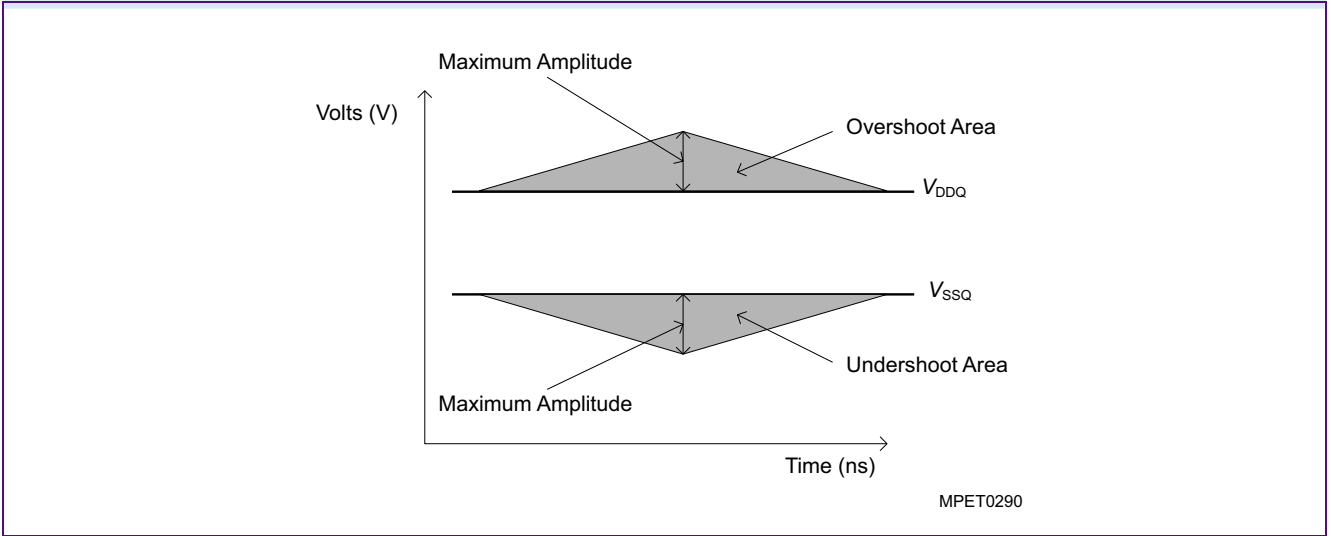 Maximum Amplitude
Volts (V)
Overshoot Area
VDDQ
VSSQ
Undershoot Area
Maximum Amplitude
Time (ns)
MPET0290